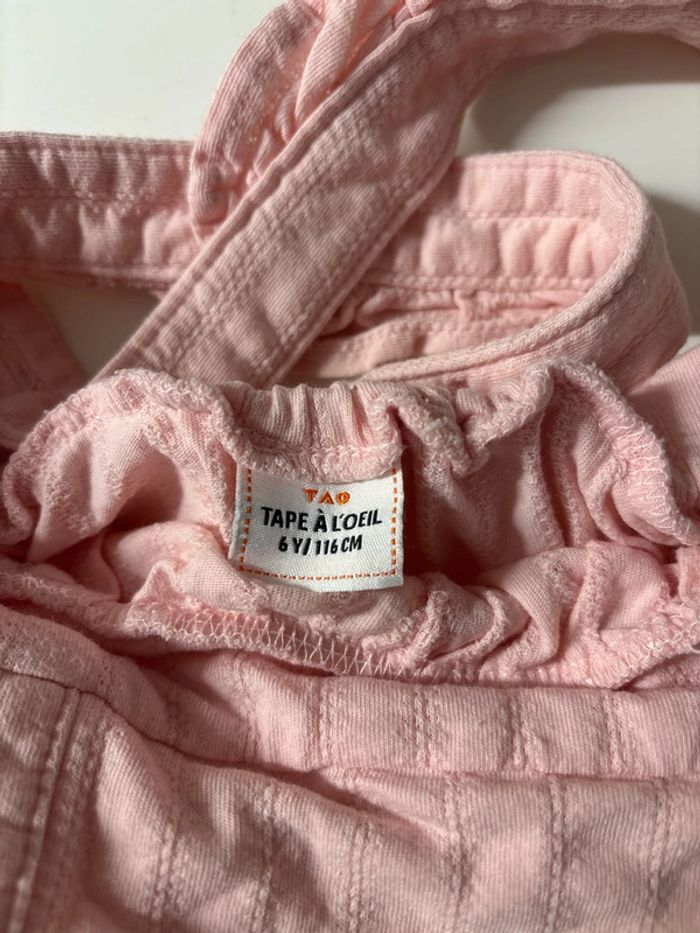 TAO
TAPE À L'OEIL
6 Y/ 116 CM